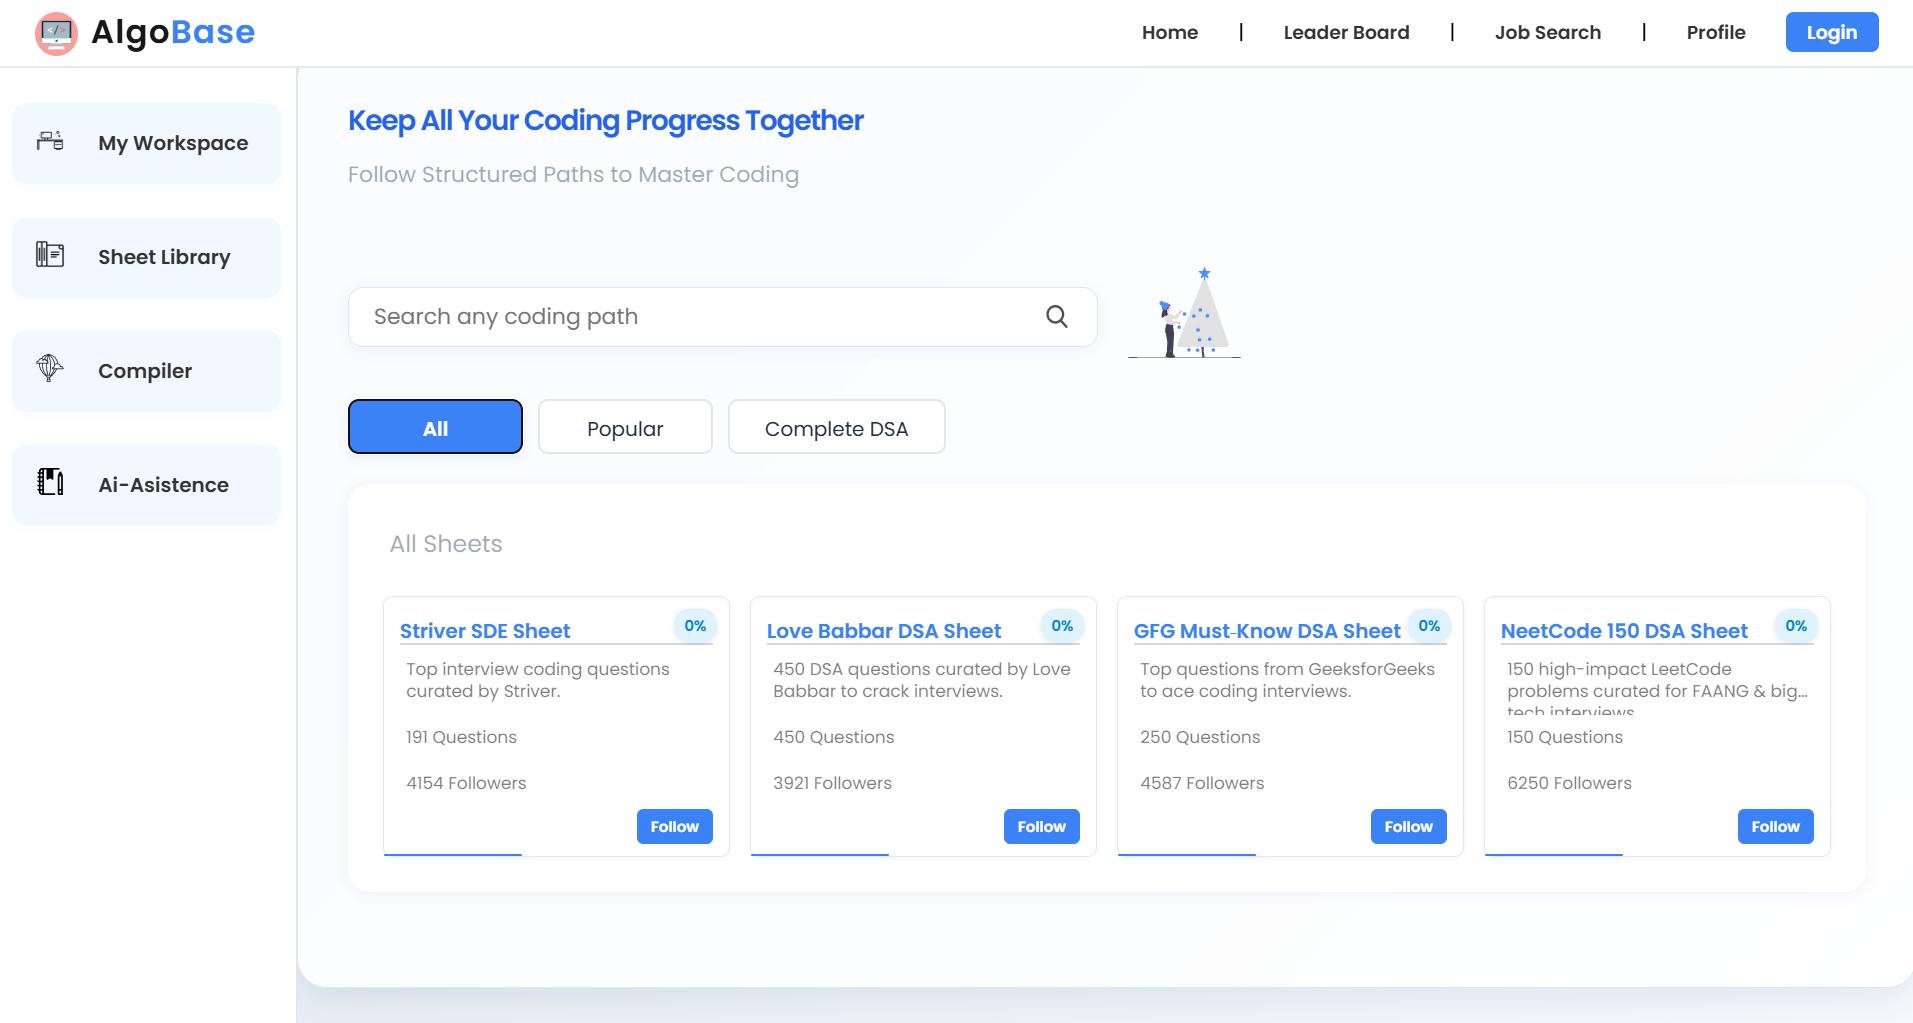 AlgoBase
Home | Leader Board | Job Search | Profile
Login
My Workspace
Sheet Library
Compiler
Ai-Asistence
Keep All Your Coding Progress Together
Follow Structured Paths to Master Coding
Search any coding path
All
Popular
Complete DSA
All Sheets
Striver SDE Sheet
0%
Top interview coding questions
curated by Striver.
191 Questions
4154 Followers
Follow
Love Babbar DSA Sheet
0%
450 DSA questions curated by Love
Babbar to crack interviews.
450 Questions
3921 Followers
Follow
GFG Must-Know DSA Sheet
0%
Top questions from GeeksforGeeks
to ace coding interviews.
250 Questions
4587 Followers
Follow
NeetCode 150 DSA Sheet
0%
150 high-impact LeetCode
problems curated for FAANG & big...
tech interviews
150 Questions
6250 Followers
Follow